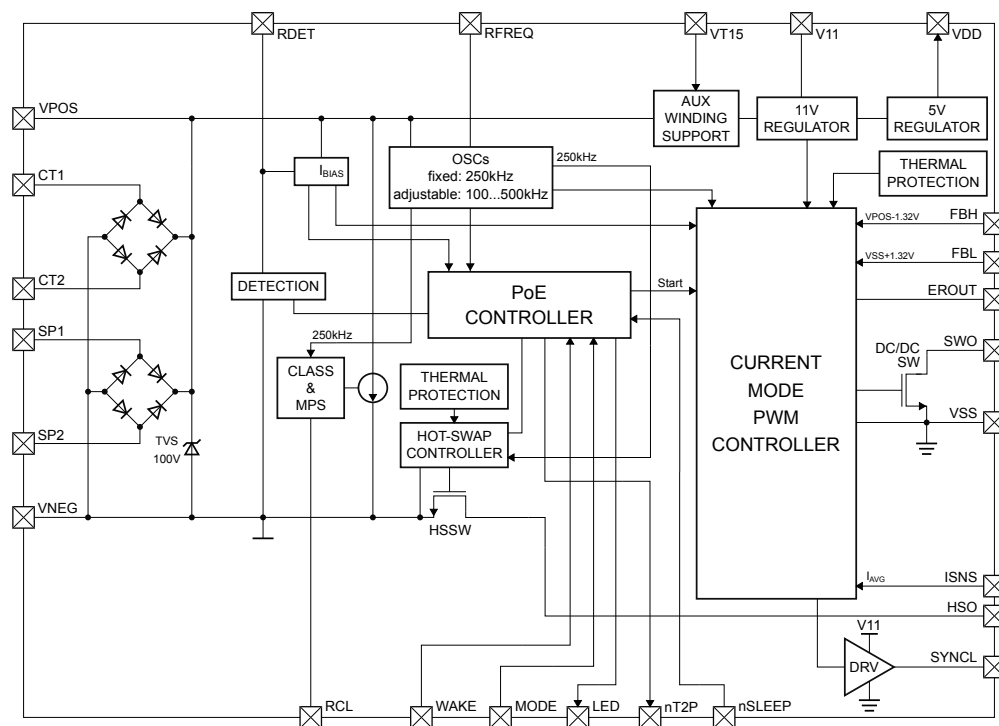 RDET
RFREQ
VT15
V11
VDD
VPOS
AUX
WINDING
SUPPORT
11V
REGULATOR
5V
REGULATOR
IBIAS
OSCs
fixed: 250kHz
adjustable: 100...500kHz
250kHz
THERMAL
PROTECTION
CT1
CT2
SP1
SP2
TVS
100V
VNEG
DETECTION
250kHz
CLASS
&
MPS
PoE
CONTROLLER
Start
THERMAL
PROTECTION
HOT-SWAP
CONTROLLER
HSSW
CURRENT
MODE
PWM
CONTROLLER
VPOS-1.32V
FBH
VSS+1.32V
FBL
EROUT
DC/DC
SW
SWO
VSS
IAVG
ISNS
HSO
V11
DRV
SYNCL
RCL
WAKE
MODE
LED
nT2P
nSLEEP